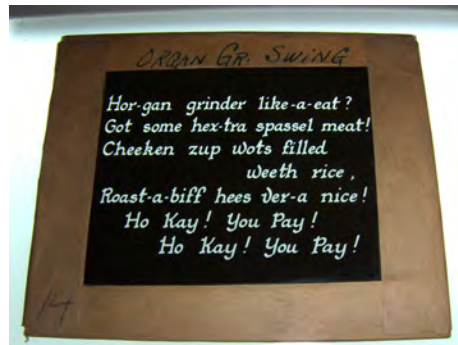 ORGAN GR. SWING
Hor-gan grinder like-a-eat?
Got some hex-tra spassel meat!
Cheeken zup wots filled
weeth rice,
Roast-a-biff hees ver-a nice!
Ho Kay! You Pay!
Ho Kay! You Pay!